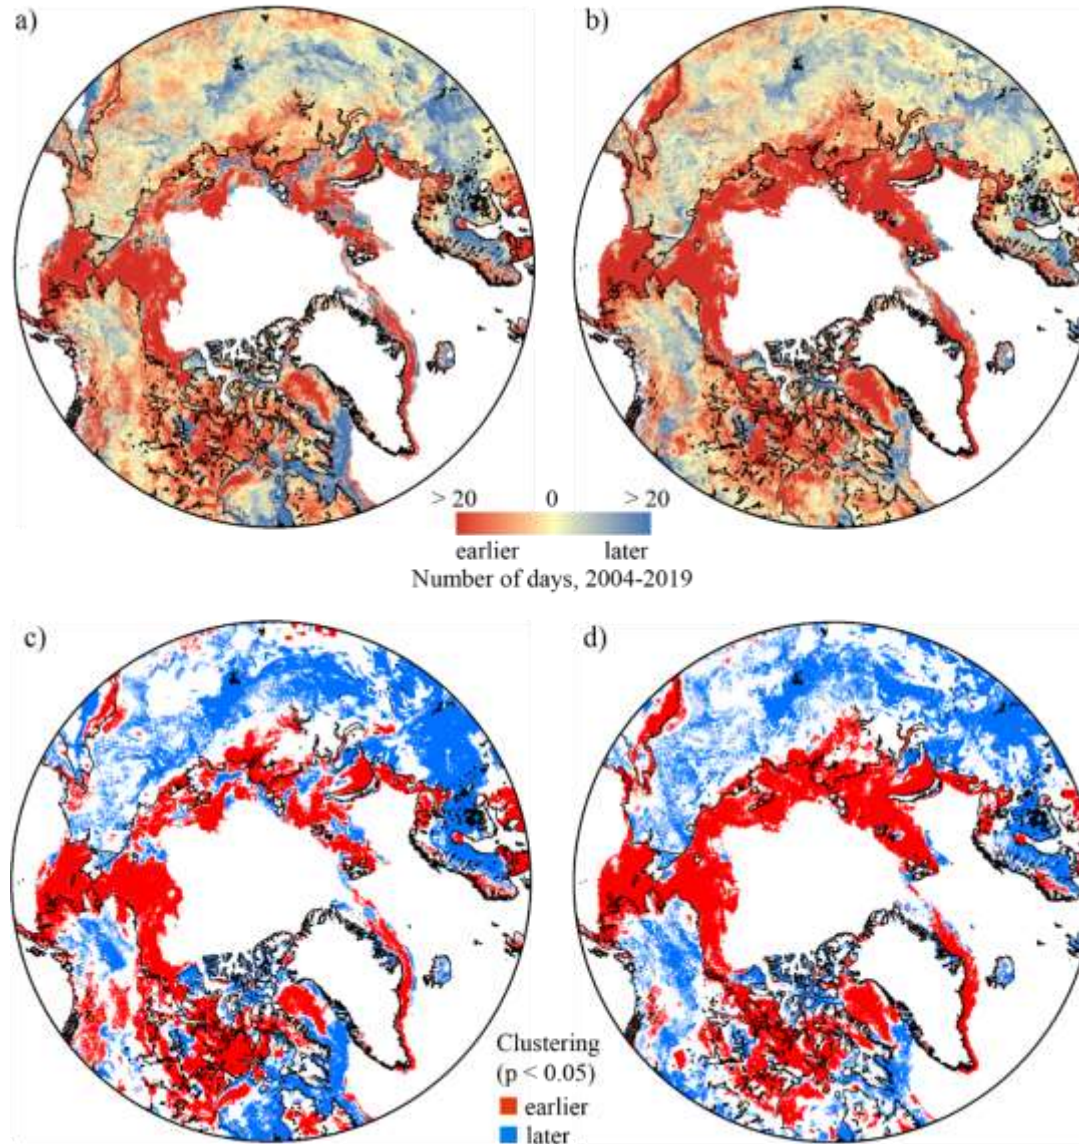 a)
b)
> 20 0 > 20
earlier later
Number of days, 2004-2019
c)
d)
Clustering
(p < 0.05)
earlier
later